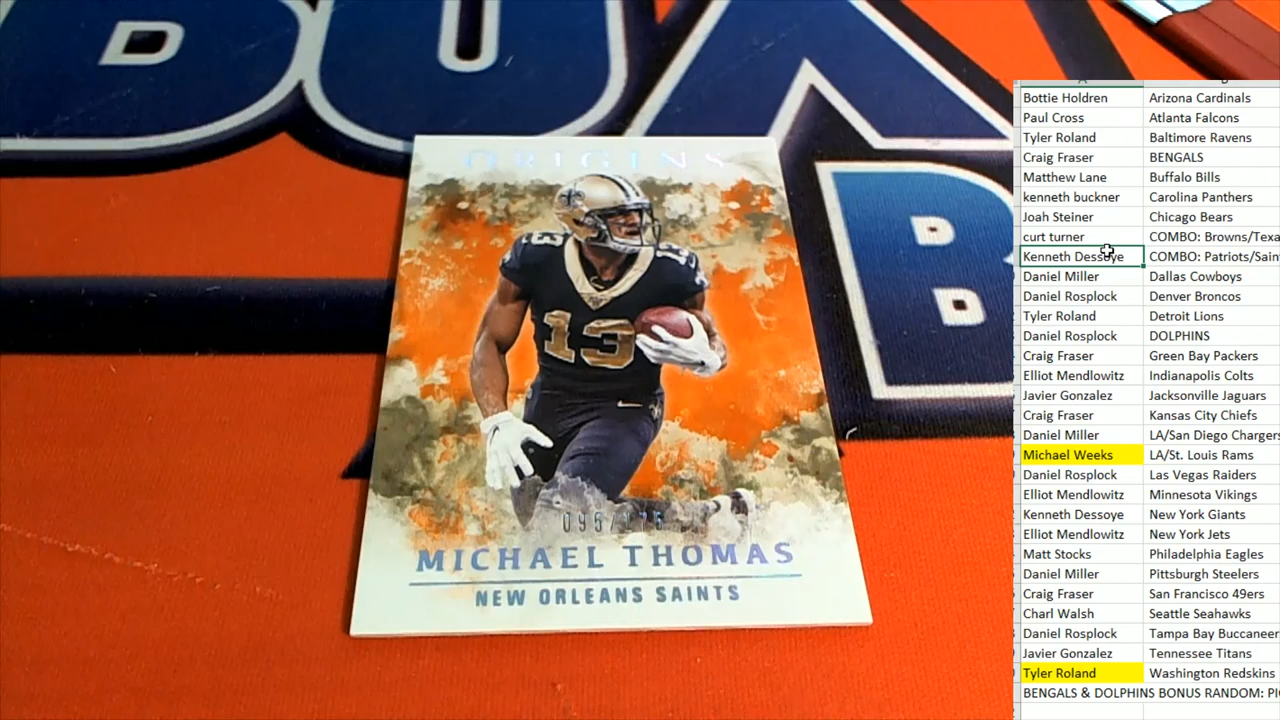 ORIGINS
13
13
13
MICHAEL THOMAS
NEW ORLEANS SAINTS
Bottie Holdren Arizona Cardinals
Paul Cross Atlanta Falcons
Tyler Roland Baltimore Ravens
Craig Fraser BENGALS
Matthew Lane Buffalo Bills
kenneth buckner Carolina Panthers
Joah Steiner Chicago Bears
curt turner COMBO: Browns/Texa
Kenneth Dessoye COMBO: Patriots/Sain
Daniel Miller Dallas Cowboys
Daniel Rosplock Denver Broncos
Tyler Roland Detroit Lions
Daniel Rosplock DOLPHINS
Craig Fraser Green Bay Packers
Elliot Mendlowitz Indianapolis Colts
Javier Gonzalez Jacksonville Jaguars
Craig Fraser Kansas City Chiefs
Daniel Miller LA/San Diego Chargers
Michael Weeks LA/St. Louis Rams
Daniel Rosplock Las Vegas Raiders
Elliot Mendlowitz Minnesota Vikings
Kenneth Dessoye New York Giants
Elliot Mendlowitz New York Jets
Matt Stocks Philadelphia Eagles
Daniel Miller Pittsburgh Steelers
Craig Fraser San Francisco 49ers
Charl Walsh Seattle Seahawks
Daniel Rosplock Tampa Bay Buccaneer
Javier Gonzalez Tennessee Titans
Tyler Roland Washington Redskins
BENGALS & DOLPHINS BONUS RANDOM: PI